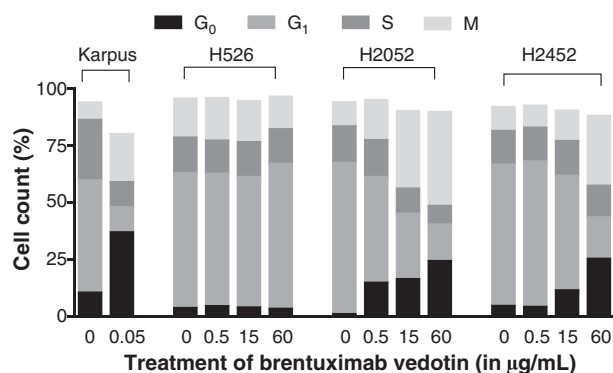 G0 G1 S M
Karpus H526 H2052 H2452
100
75
50
25
0
Cell count (%)
0 0.05 0 0.5 15 60 0 0.5 15 60 0 0.5 15 60
Treatment of brentuximab vedotin (in μg/mL)